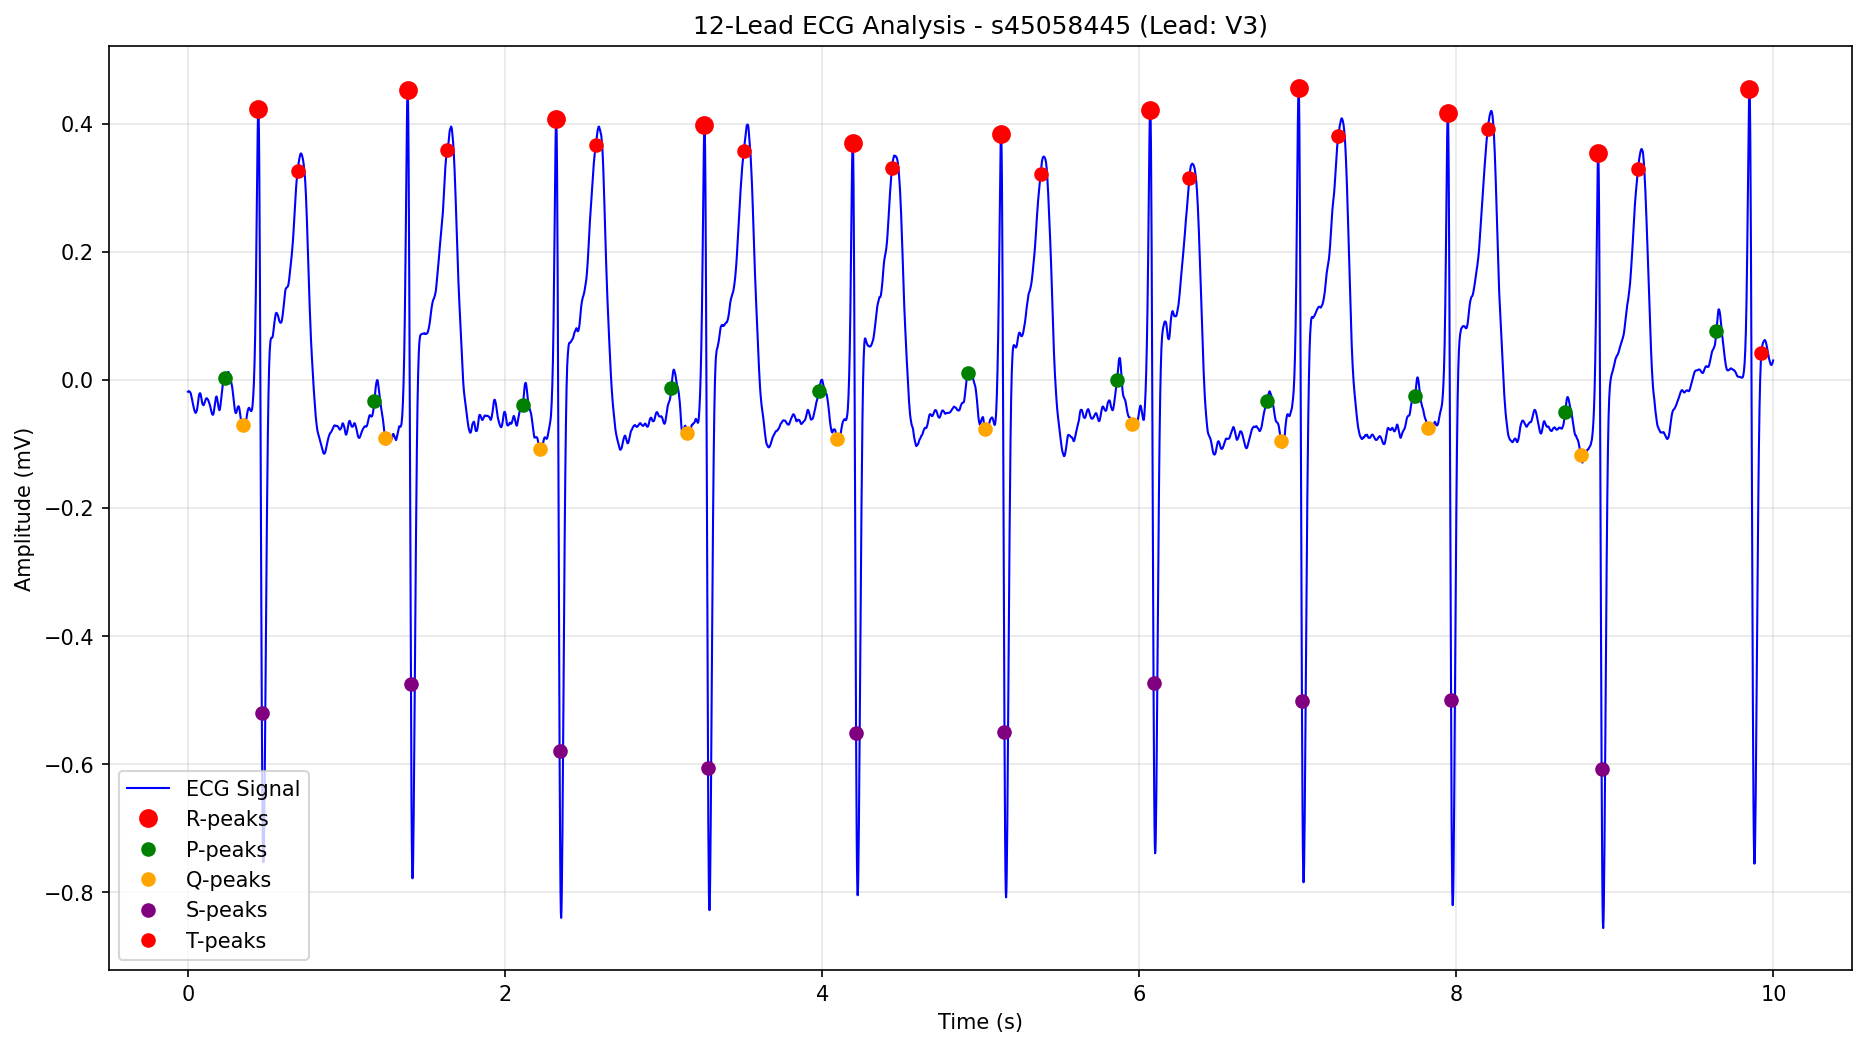 12-Lead ECG Analysis - s45058445 (Lead: V3)
Amplitude (mV)
0.4
0.2
0.0
−0.2
−0.4
−0.6
−0.8
ECG Signal
R-peaks
P-peaks
Q-peaks
S-peaks
T-peaks
0 2 4 6 8 10
Time (s)